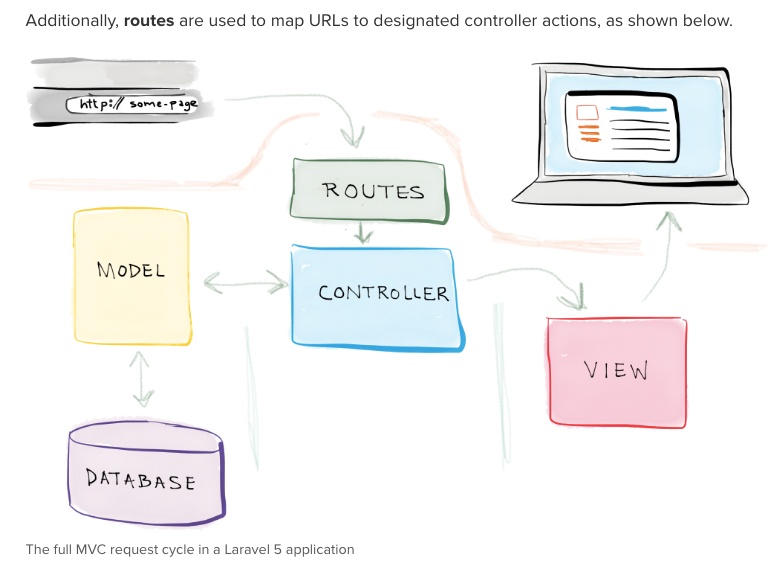 Additionally, routes are used to map URLs to designated controller actions, as shown below.
http:// some-page
ROUTES
MODEL
CONTROLLER
VIEW
DATABASE
The full MVC request cycle in a Laravel 5 application